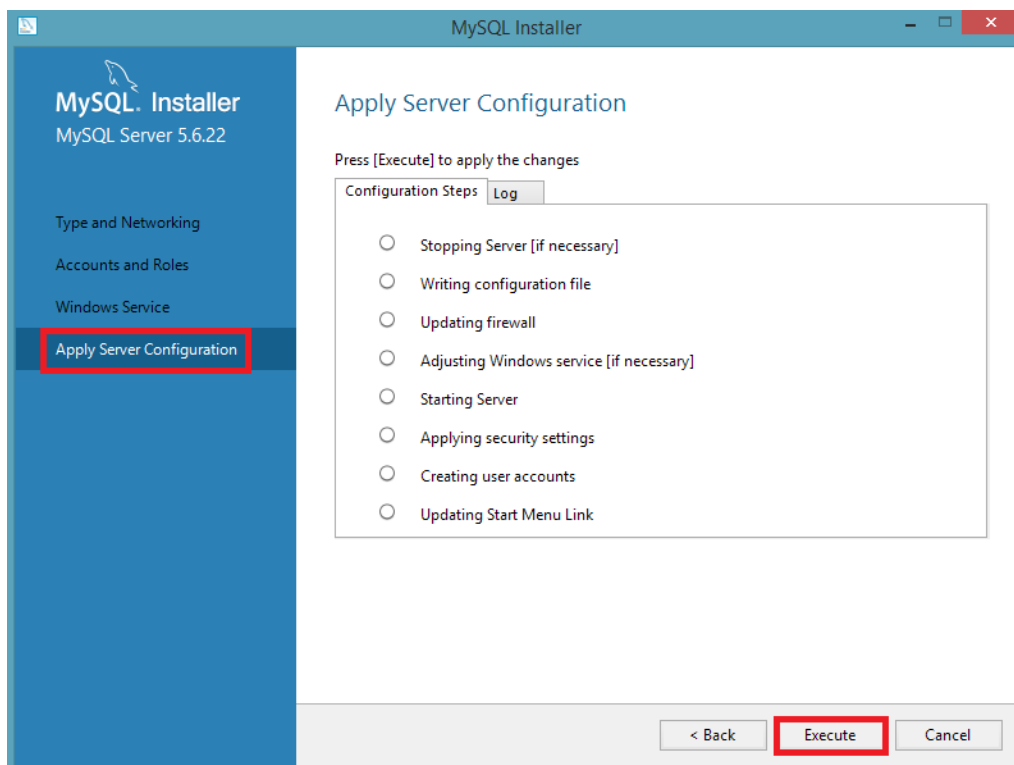 MySQL Installer
MySQL. Installer
MySQL Server 5.6.22
Type and Networking
Accounts and Roles
Windows Service
Apply Server Configuration
Apply Server Configuration
Press [Execute] to apply the changes
Configuration Steps Log
Stopping Server [if necessary]
Writing configuration file
Updating firewall
Adjusting Windows service [if necessary]
Starting Server
Applying security settings
Creating user accounts
Updating Start Menu Link
< Back Execute Cancel